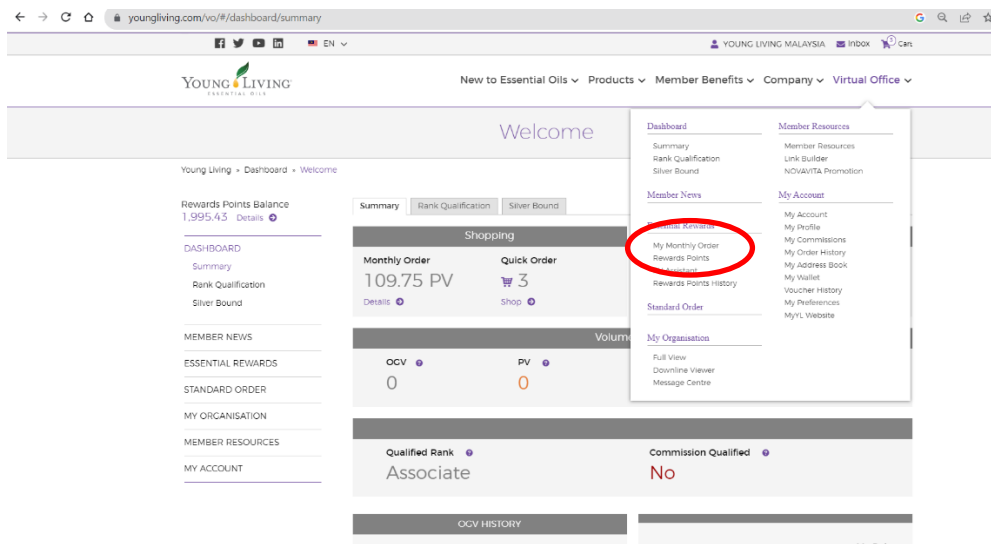 youngliving.com/vo/#/dashboard/summary
EN
YOUNG LIVING MALAYSIA Inbox 3 Cart
YOUNG LIVING
ESSENTIAL OILS
New to Essential Oils Products Member Benefits Company Virtual Office
Welcome
Young Living Dashboard Welcome
Rewards Points Balance
1,995.43 Details
DASHBOARD
Summary
Rank Qualification
Silver Bound
MEMBER NEWS
ESSENTIAL REWARDS
STANDARD ORDER
MY ORGANISATION
MEMBER RESOURCES
MY ACCOUNT
Summary Rank Qualification Silver Bound
Shopping
Monthly Order
109.75 PV
Details
Quick Order
3
Shop
OGV
0
PV
0
Qualified Rank
Associate
Commission Qualified
No
OGV HISTORY
Dashboard
Summary
Rank Qualification
Silver Bound
Member News
Essential Rewards
My Monthly Order
Rewards Points
Rewards Points History
Standard Order
My Organisation
Full View
Downline Viewer
Message Centre
Member Resources
Member Resources
Link Builder
NOVAVITA Promotion
My Account
My Account
My Profile
My Commissions
My Order History
My Address Book
My Wallet
Voucher History
My Preferences
MyYL Website